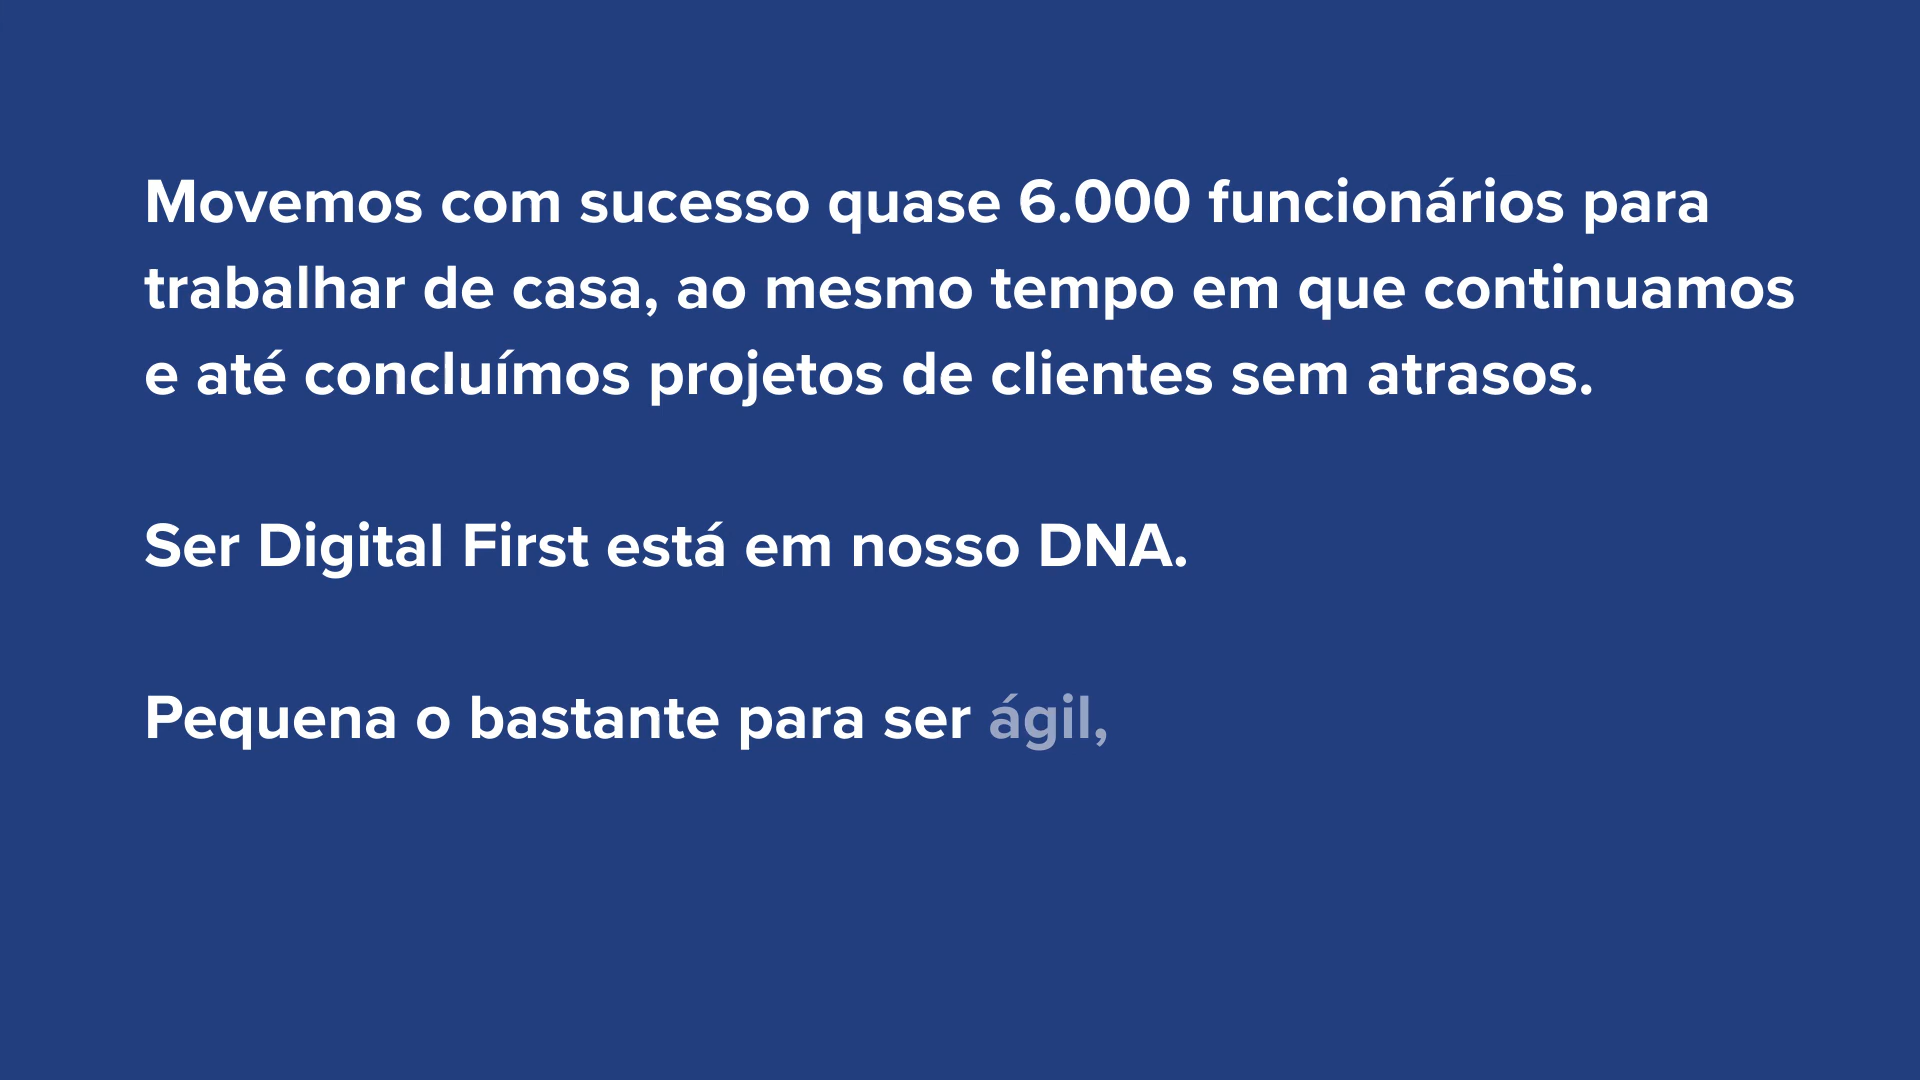 Movemos com sucesso quase 6.000 funcionários para
trabalhar de casa, ao mesmo tempo em que continuamos
e até concluímos projetos de clientes sem atrasos.
Ser Digital First está em nosso DNA.
Pequena o bastante para ser ágil,